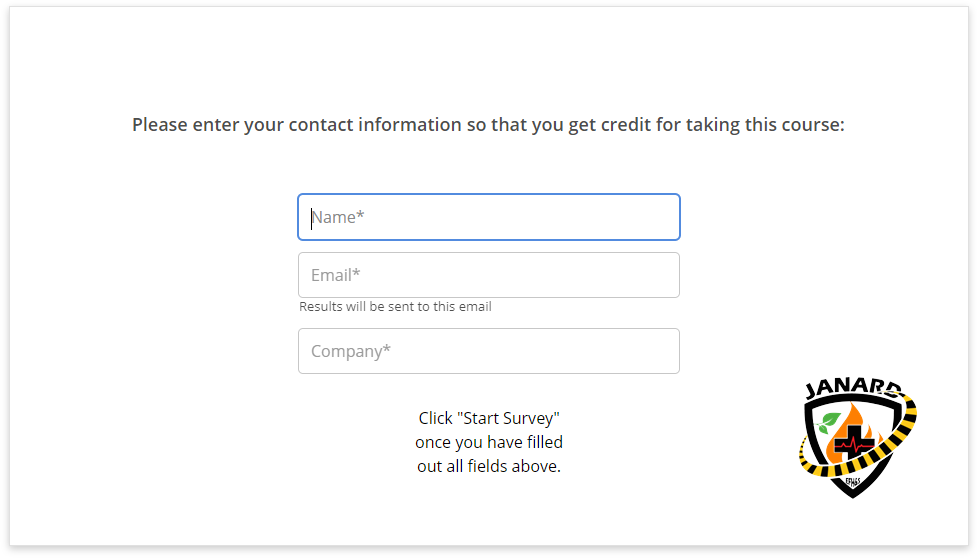 Please enter your contact information so that you get credit for taking this course:
Name*
Email*
Results will be sent to this email
Company*
Click "Start Survey"
once you have filled
out all fields above.
JANARD